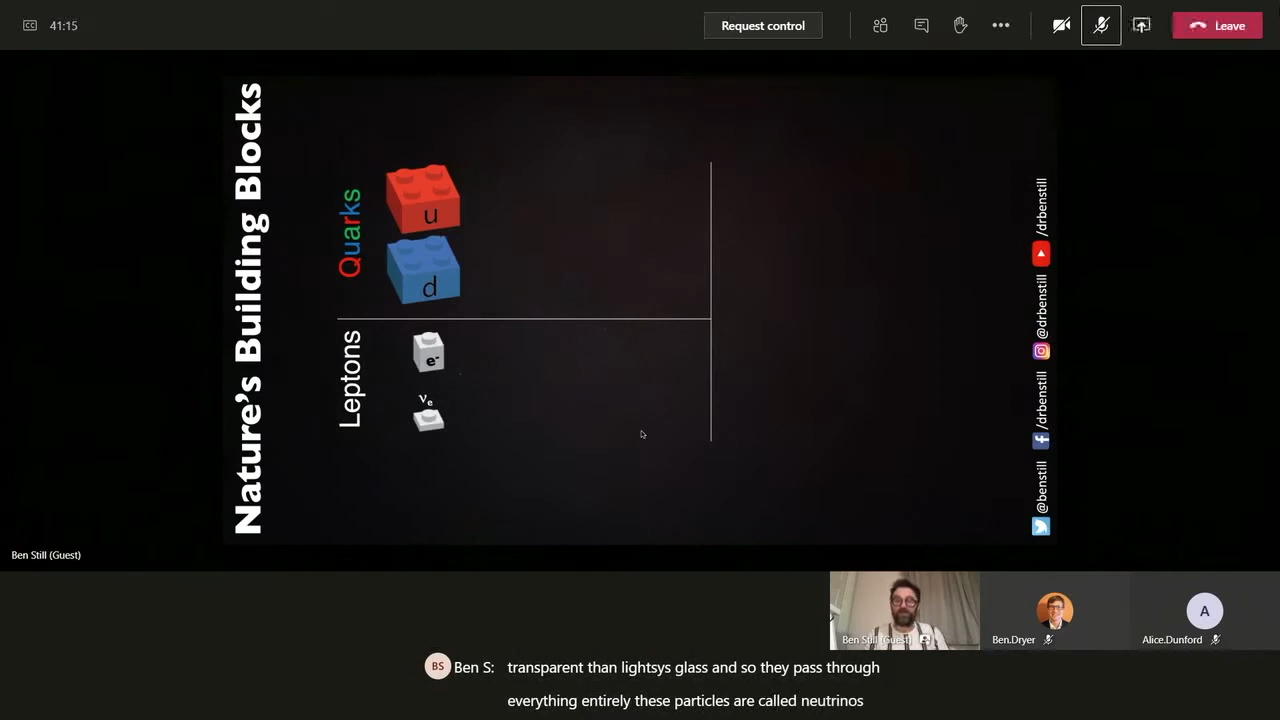 41:15
Request control
Leave
Nature's Building Blocks
Quarks
u
d
Leptons
e-
νe
/drbenstill
@drbenstill
/drbenstill
@benstill
Ben Still (Guest)
Ben Still (Guest)
Ben.Dryer
A
Alice.Dunford
BS Ben S: transparent than lightsys glass and so they pass through
everything entirely these particles are called neutrinos